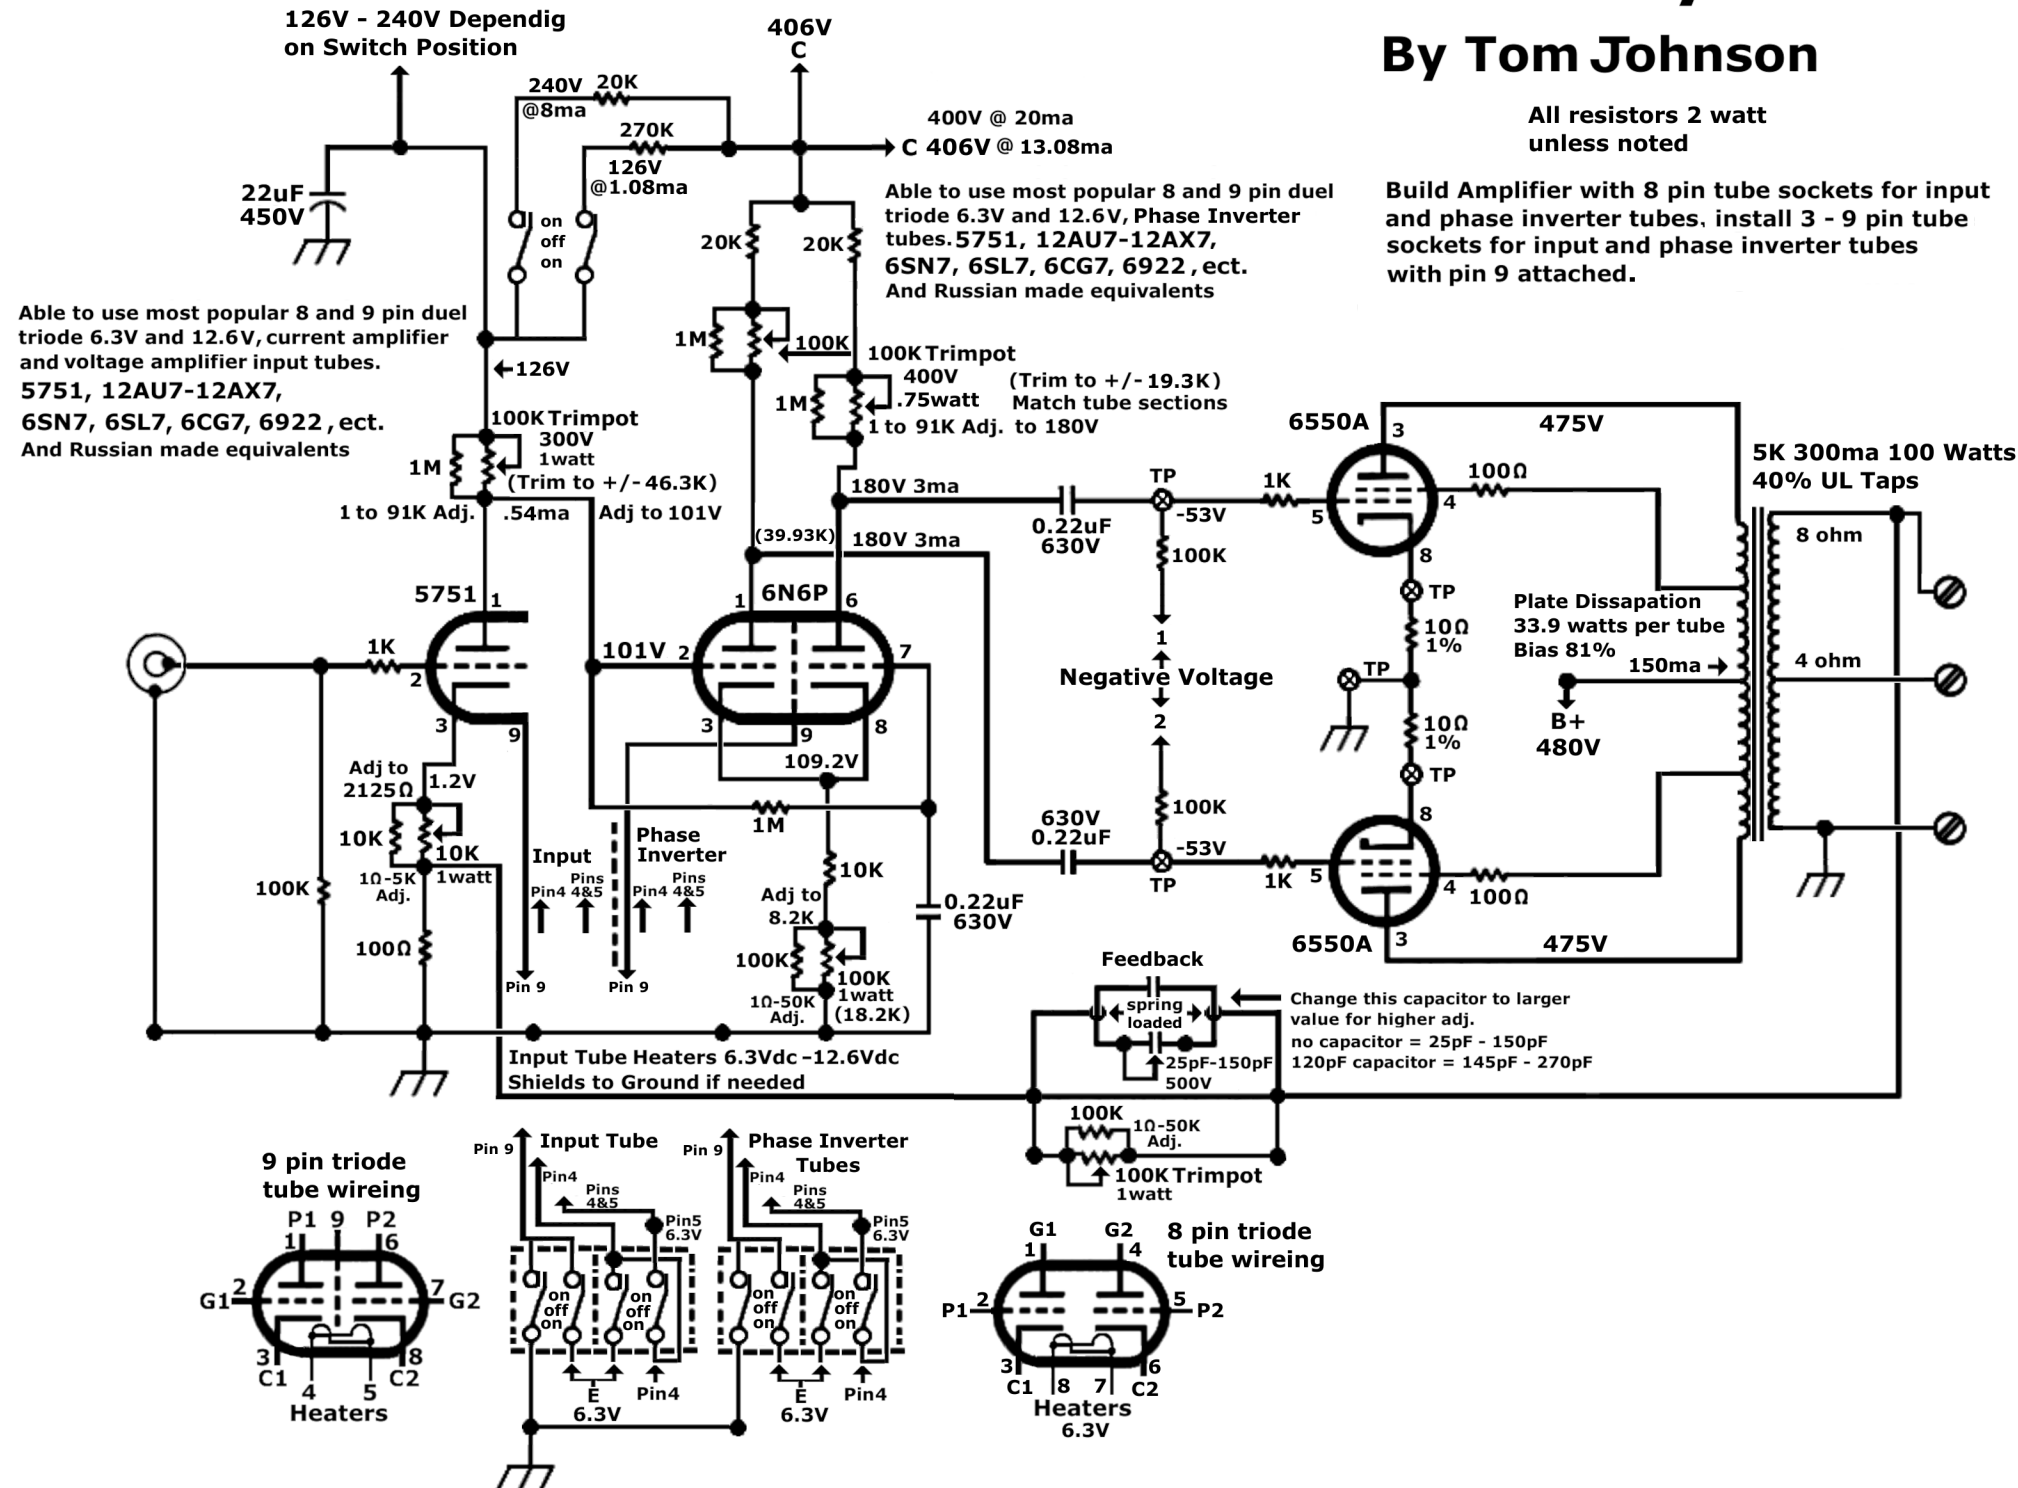 126V - 240V Dependig
on Switch Position
406V
C
By Tom Johnson
All resistors 2 watt
unless noted
240V
@8ma
20K
270K
126V
@1.08ma
400V @ 20ma
C 406V @ 13.08ma
22uF
450V
on
off
on
20K
20K
Able to use most popular 8 and 9 pin duel
triode 6.3V and 12.6V, Phase Inverter
tubes. 5751, 12AU7-12AX7,
6SN7, 6SL7, 6CG7, 6922 , ect.
And Russian made equivalents
Build Amplifier with 8 pin tube sockets for input
and phase inverter tubes, install 3 - 9 pin tube
sockets for input and phase inverter tubes
with pin 9 attached.
Able to use most popular 8 and 9 pin duel
triode 6.3V and 12.6V, current amplifier
and voltage amplifier input tubes.
5751, 12AU7-12AX7,
6SN7, 6SL7, 6CG7, 6922 , ect.
And Russian made equivalents
126V
1M
100K
100K Trimpot
400V
.75watt
(Trim to +/- 19.3K)
Match tube sections
1M
1 to 91K Adj. to 180V
100K Trimpot
300V
1watt
1M
(Trim to +/- 46.3K)
1 to 91K Adj.
.54ma
Adj to 101V
180V 3ma
(39.93K)
180V 3ma
0.22uF
630V
TP
-53V
100K
1K
6550A
3
475V
5
4
100Ω
8
TP
10Ω
1%
TP
10Ω
1%
TP
5K 300ma 100 Watts
40% UL Taps
8 ohm
4 ohm
Plate Dissapation
33.9 watts per tube
Bias 81%
150ma
B+
480V
1
Negative Voltage
2
100K
630V
0.22uF
-53V
TP
1K
5
8
4
100Ω
6550A
3
475V
5751
1
1K
2
3
9
6N6P
1
6
101V
2
7
3
9
8
109.2V
1M
Adj to
2125Ω
1.2V
10K
10K
1watt
1Ω-5K
Adj.
100Ω
100K
Input
Pin4
Pins
4&5
Phase
Inverter
Pin4
Pins
4&5
Pin 9
Pin 9
10K
Adj to
8.2K
100K
100K
1watt
(18.2K)
1Ω-50K
Adj.
0.22uF
630V
Input Tube Heaters 6.3Vdc -12.6Vdc
Shields to Ground if needed
Feedback
spring
loaded
25pF-150pF
500V
Change this capacitor to larger
value for higher adj.
no capacitor = 25pF - 150pF
120pF capacitor = 145pF - 270pF
100K
1Ω-50K
Adj.
100K Trimpot
1watt
9 pin triode
tube wireing
P1 9 P2
1 6
G1 2
7 G2
3
C1
8
C2
4 5
Heaters
Pin 9
Input Tube
Pin4
Pins
4&5
Pin5
6.3V
on
off
on
on
off
on
E
6.3V
Pin4
Pin 9
Phase Inverter
Tubes
Pin4
Pins
4&5
Pin5
6.3V
on
off
on
on
off
on
E
6.3V
Pin4
8 pin triode
tube wireing
G1 G2
1 4
P1 2
5 P2
3
C1
6
C2
8 7
Heaters
6.3V